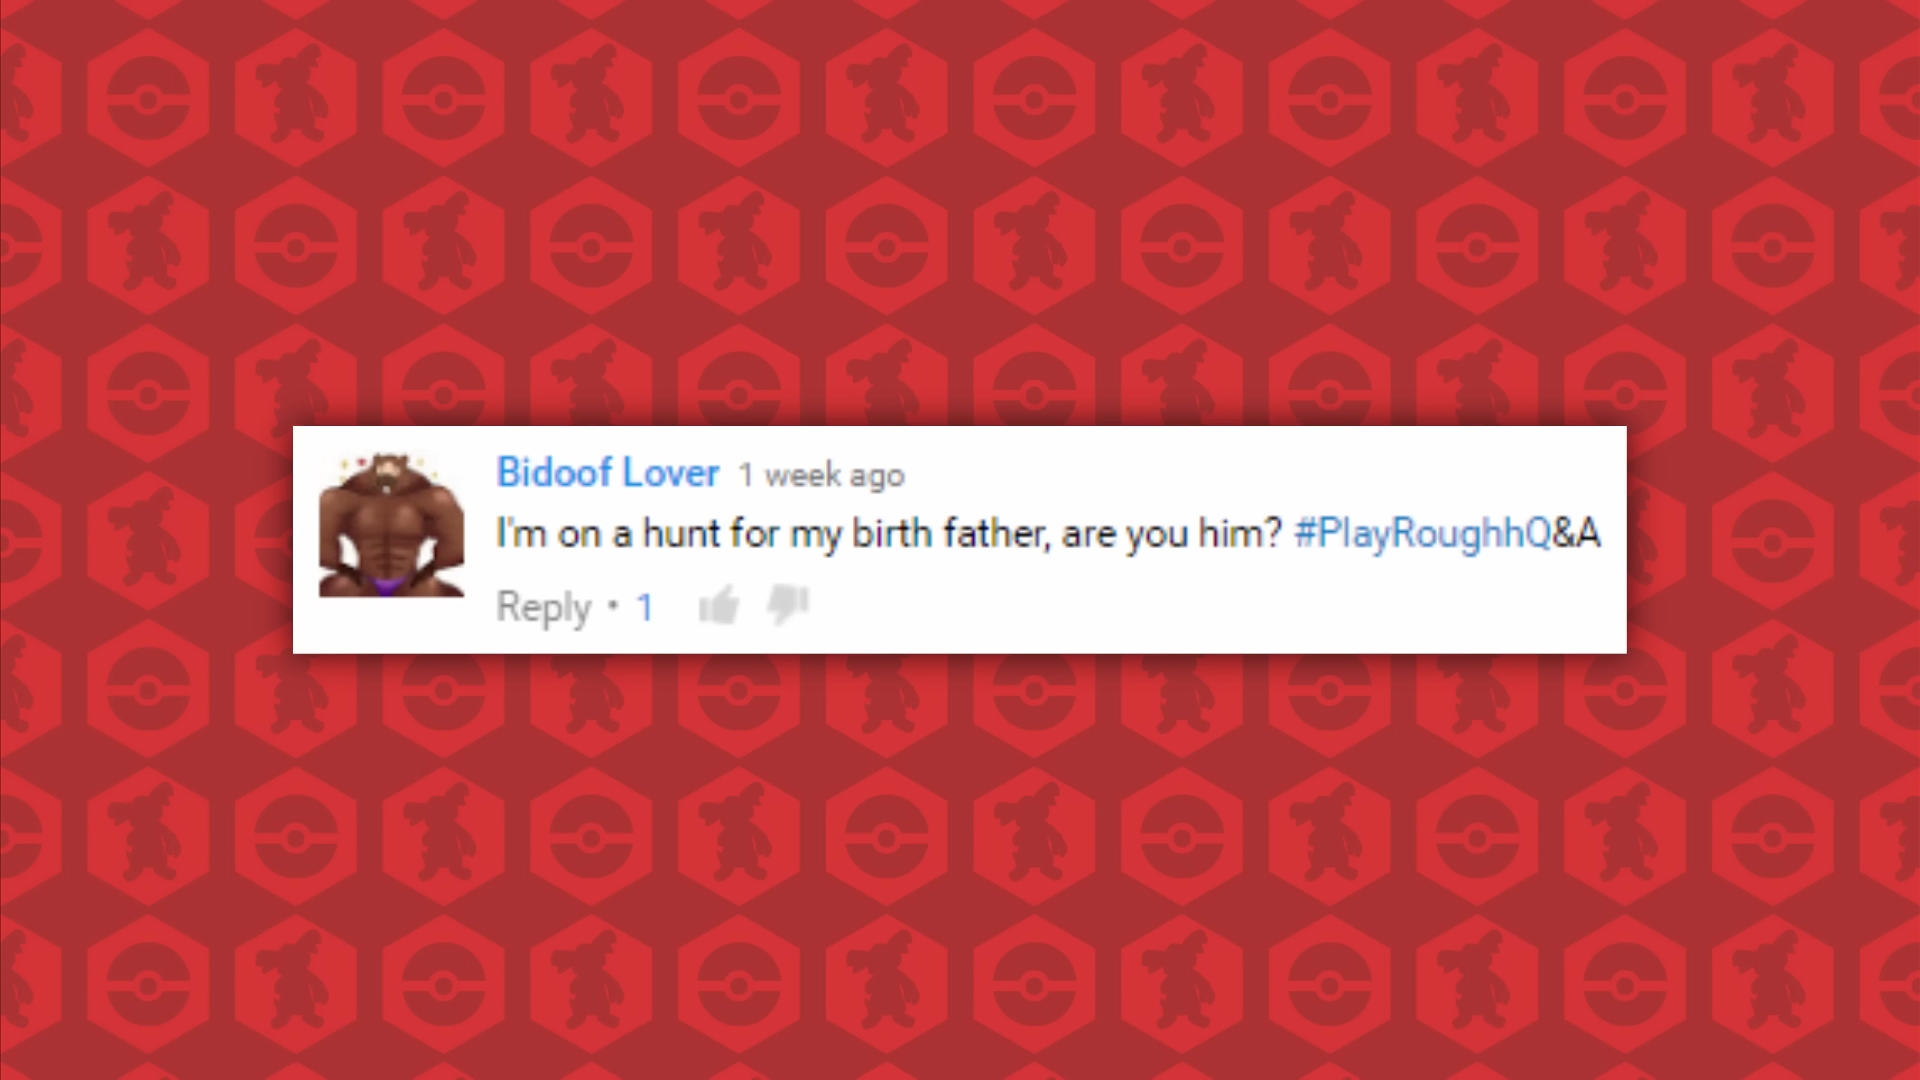 Bidoof Lover 1 week ago
I'm on a hunt for my birth father, are you him? #PlayRoughhQ&A
Reply • 1